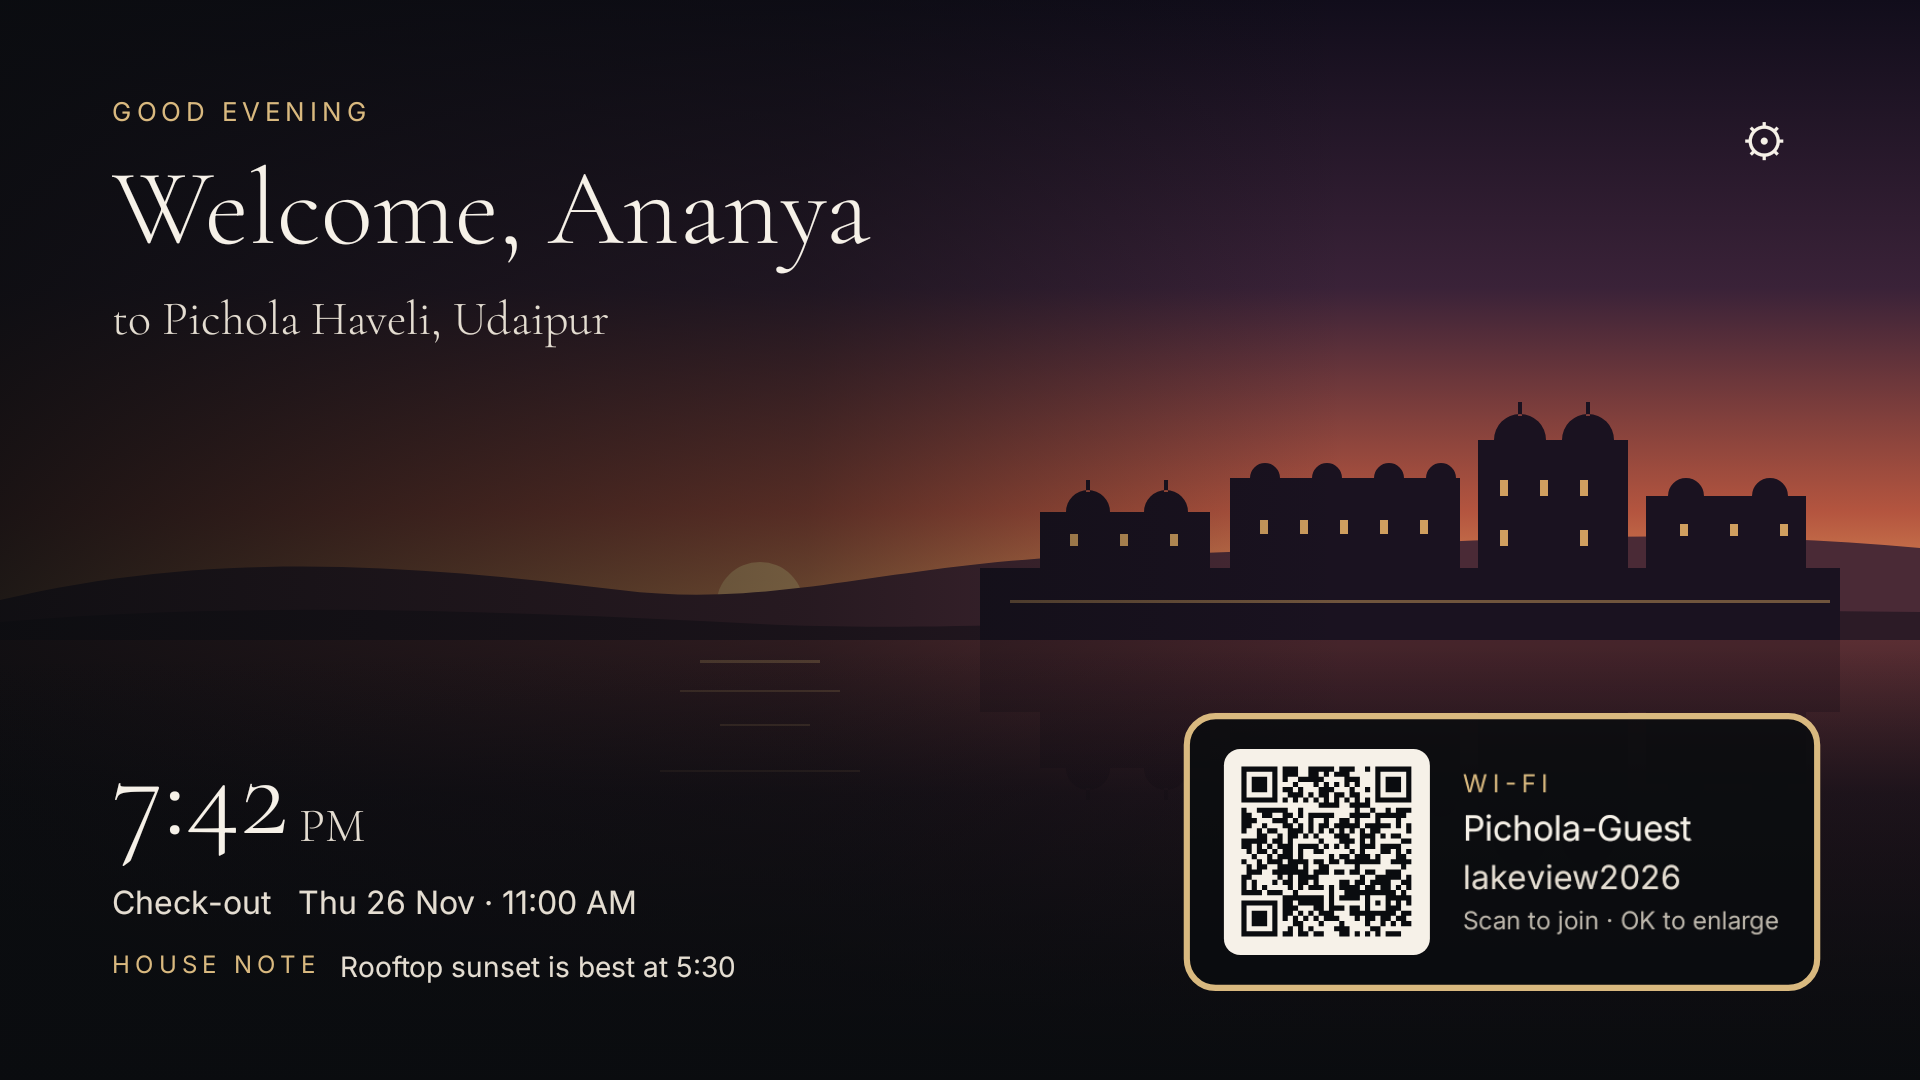 GOOD EVENING
Welcome, Ananya
to Pichola Haveli, Udaipur
7:42 PM
Check-out Thu 26 Nov · 11:00 AM
HOUSE NOTE Rooftop sunset is best at 5:30
WI-FI
Pichola-Guest
lakeview2026
Scan to join · OK to enlarge